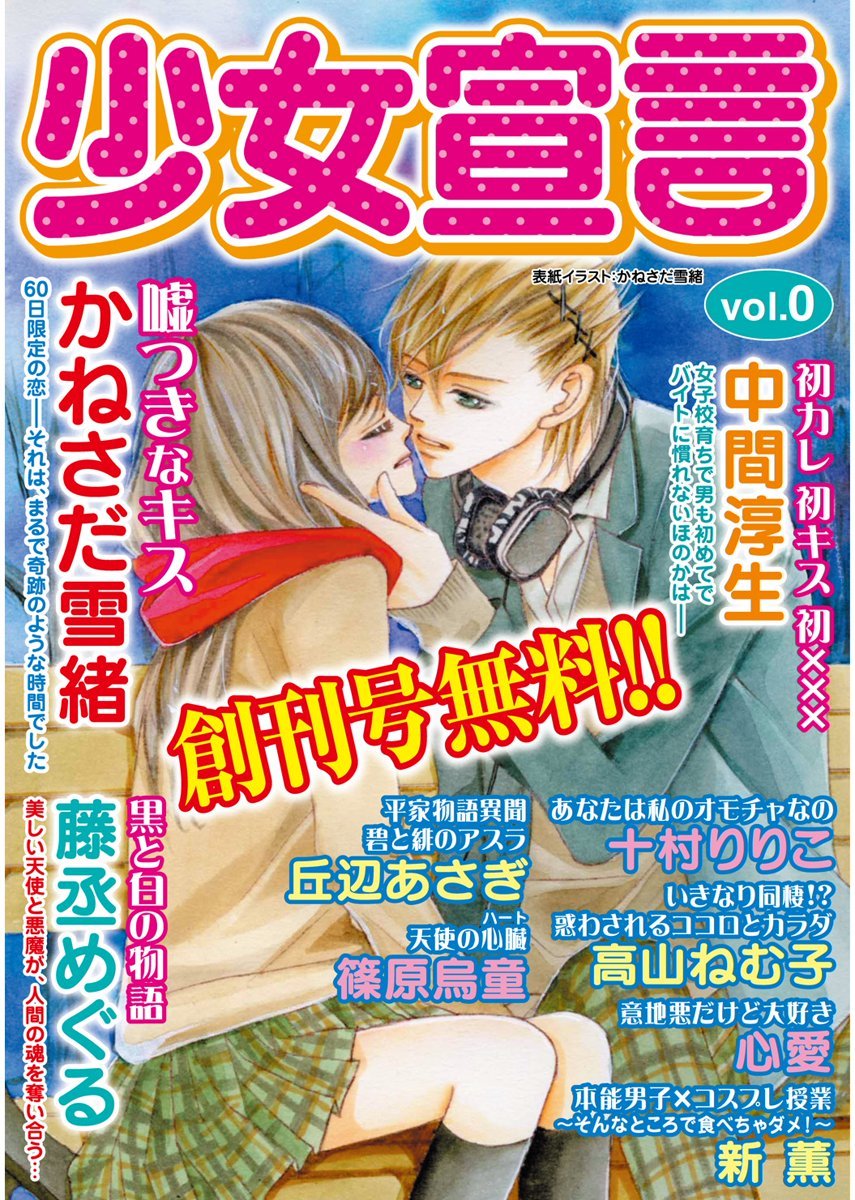 少女宣言
表紙イラスト:かねさだ雪緒
vol.0
初カレ 初キス 初×××
中間淳生
女子校育ちで男も初めてで
バイトに慣れないほのかは──
嘘つきなキス
かねさだ雪緒
60日限定の恋──それは、まるで奇跡のような時間でした
創刊号無料!!
黒と白の物語
藤丞めぐる
美しい天使と悪魔が、人間の魂を奪い合う…
平家物語異聞
碧と緋のアスラ
丘辺あさぎ
ハート
天使の心臓
篠原烏童
あなたは私のオモチャなの
十村りりこ
いきなり同棲!?
惑わされるココロとカラダ
高山ねむ子
意地悪だけど大好き
心愛
本能男子×コスプレ授業
～そんなところで食べちゃダメ!～
新 薫